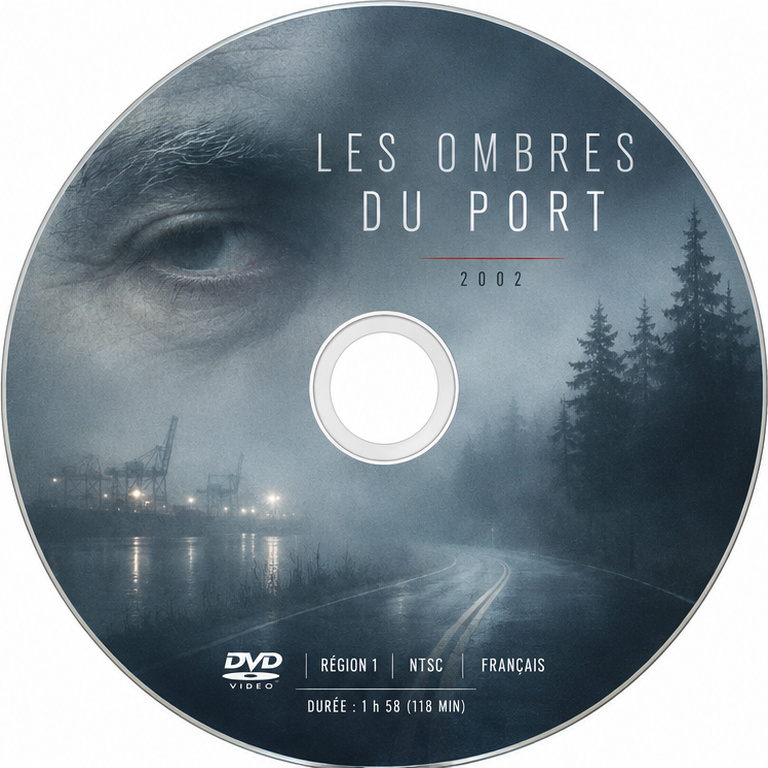 LES OMBRES
DU PORT
2002
DVD
VIDEO
RÉGION 1 | NTSC | FRANÇAIS
DURÉE : 1 h 58 (118 MIN)